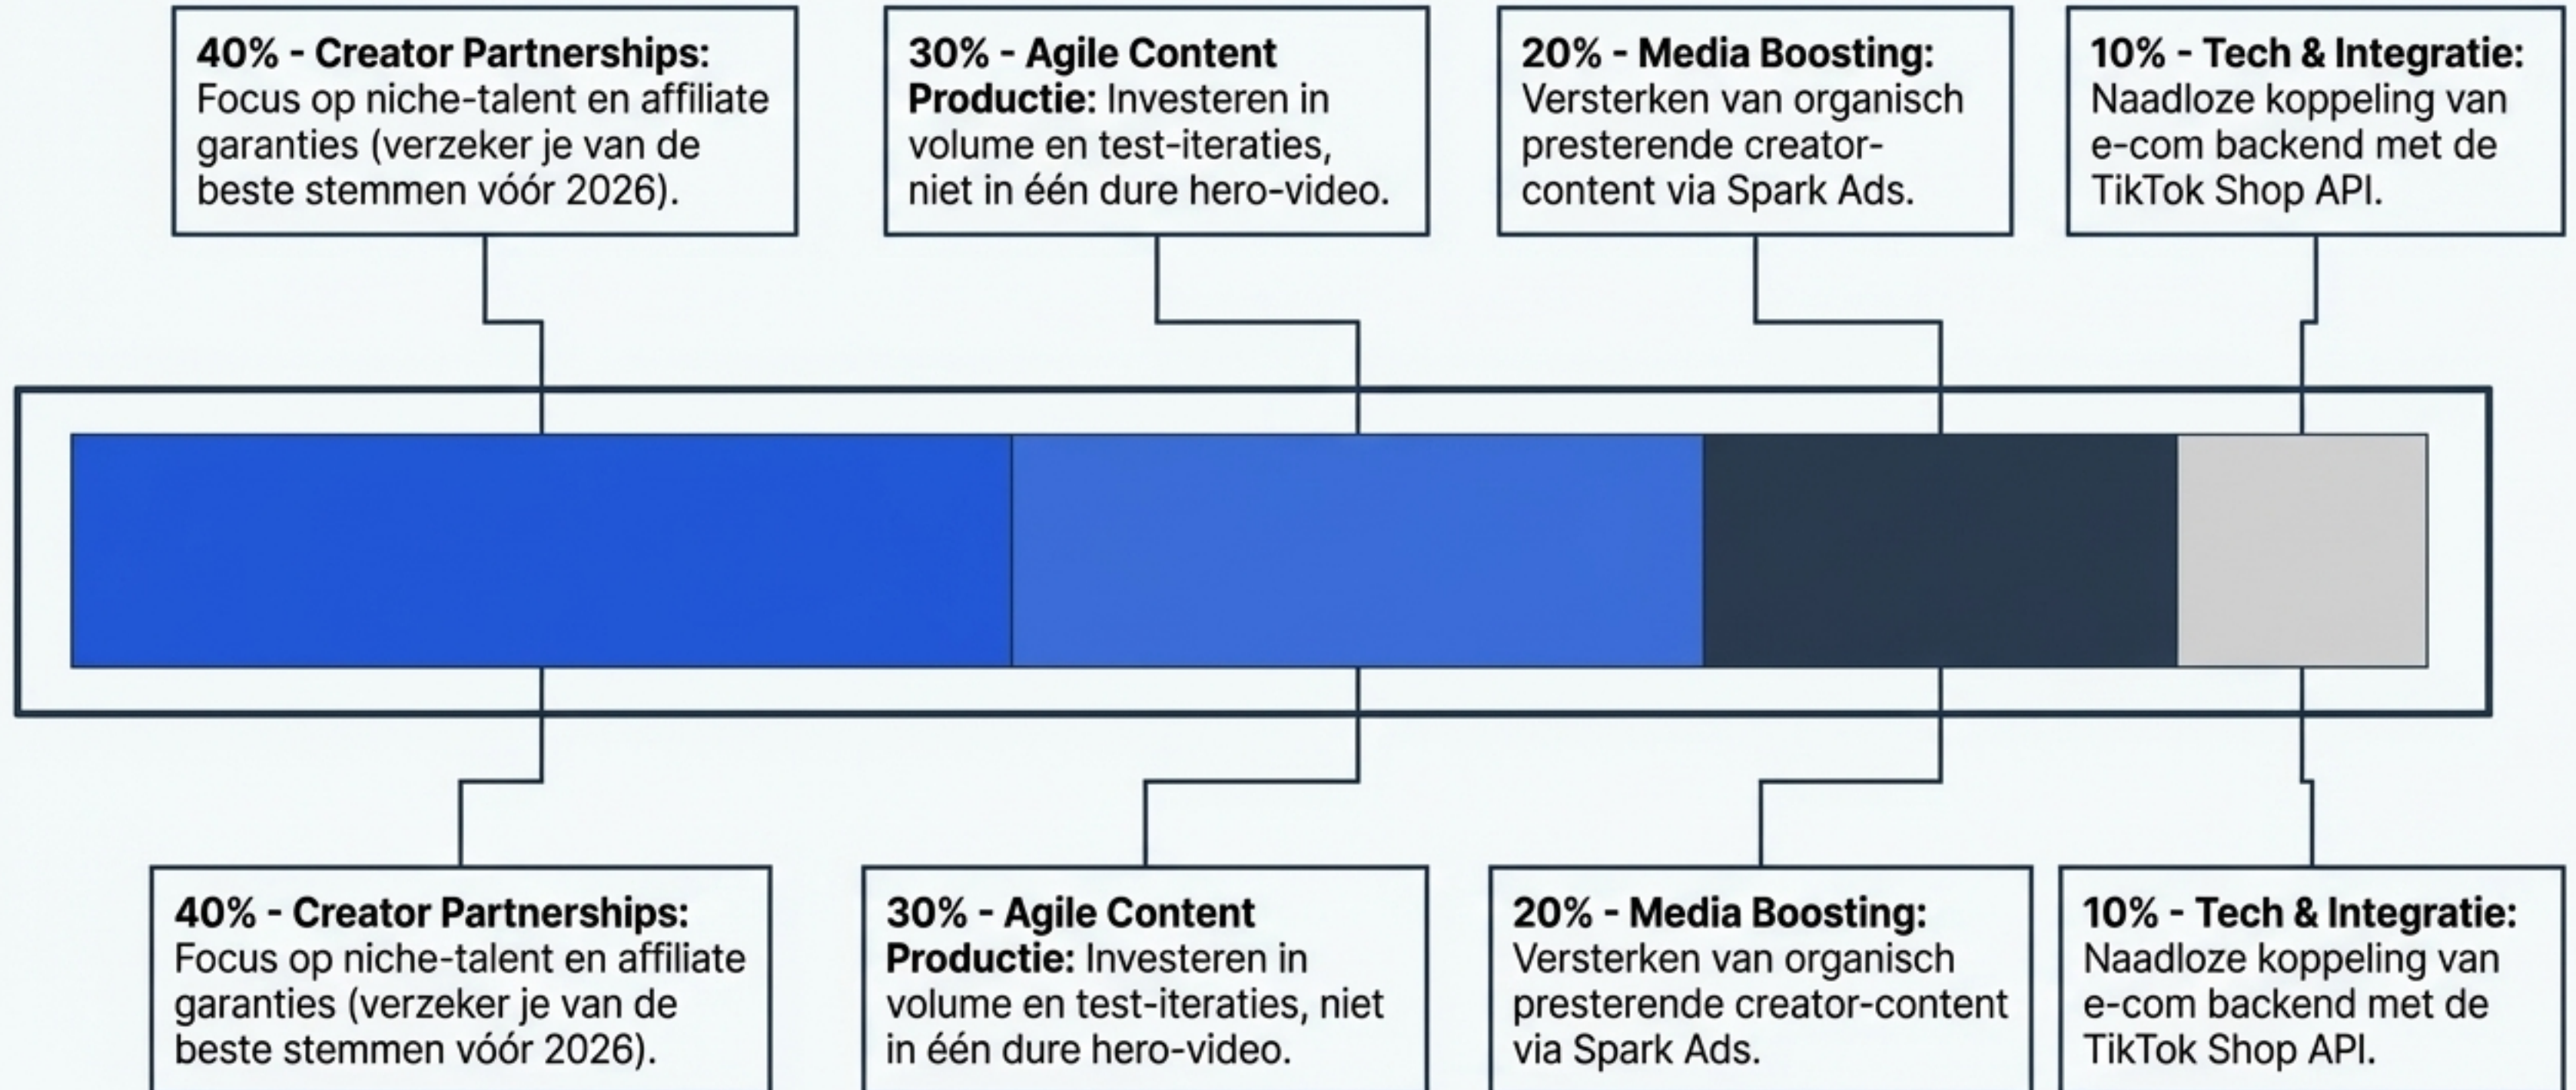 40% - Creator Partnerships:
Focus op niche-talent en affiliate
garanties (verzeker je van de
beste stemmen vóór 2026).
30% - Agile Content
Productie: Investeren in
volume en test-iteraties,
niet in één dure hero-video.
20% - Media Boosting:
Versterken van organisch
presterende creator-
content via Spark Ads.
10% - Tech & Integratie:
Naadloze koppeling van
e-com backend met de
TikTok Shop API.
40% - Creator Partnerships:
Focus op niche-talent en affiliate
garanties (verzeker je van de
beste stemmen vóór 2026).
30% - Agile Content
Productie: Investeren in
volume en test-iteraties, niet
in één dure hero-video.
20% - Media Boosting:
Versterken van organisch
presterende creator-content
via Spark Ads.
10% - Tech & Integratie:
Naadloze koppeling van
e-com backend met de
TikTok Shop API.